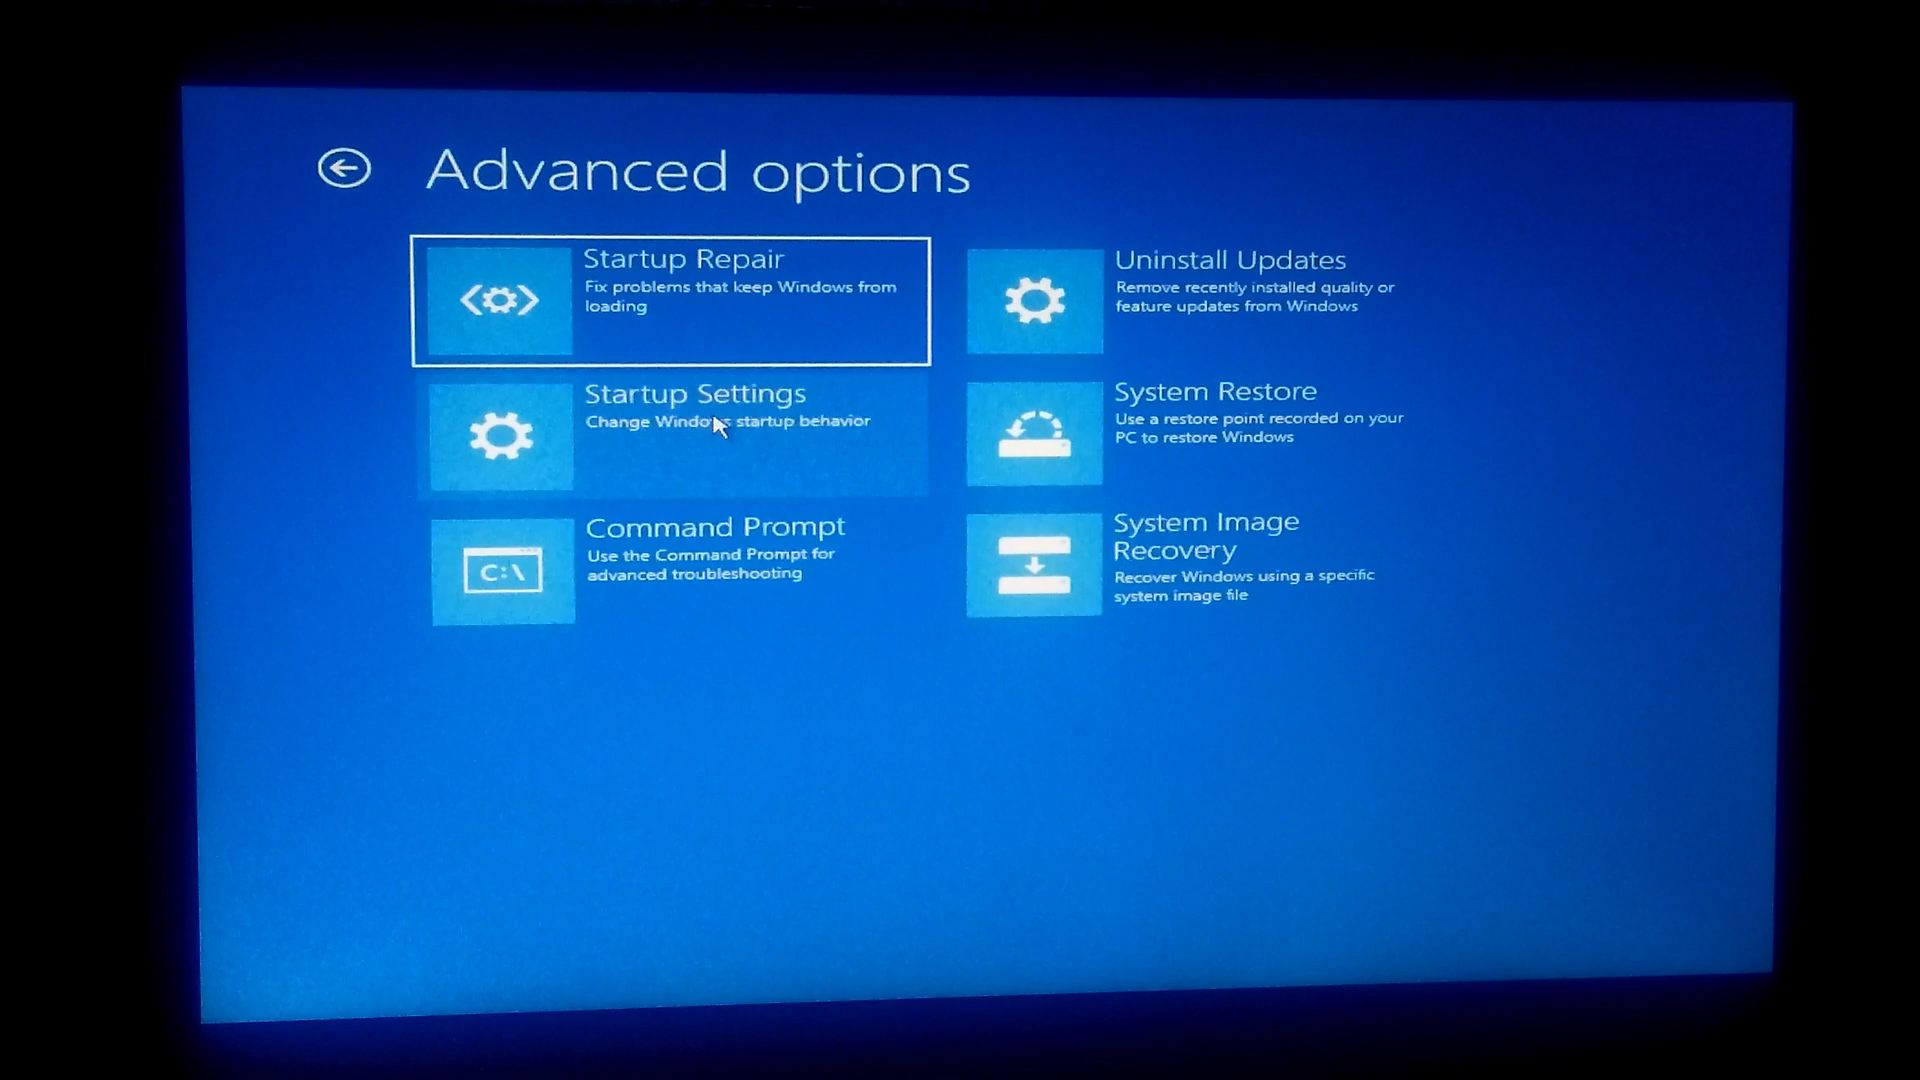 Advanced options
Startup Repair
Fix problems that keep Windows from
loading
Startup Settings
Change Windows startup behavior
C:\
Command Prompt
Use the Command Prompt for
advanced troubleshooting
Uninstall Updates
Remove recently installed quality or
feature updates from Windows
System Restore
Use a restore point recorded on your
PC to restore Windows
System Image
Recovery
Recover Windows using a specific
system image file